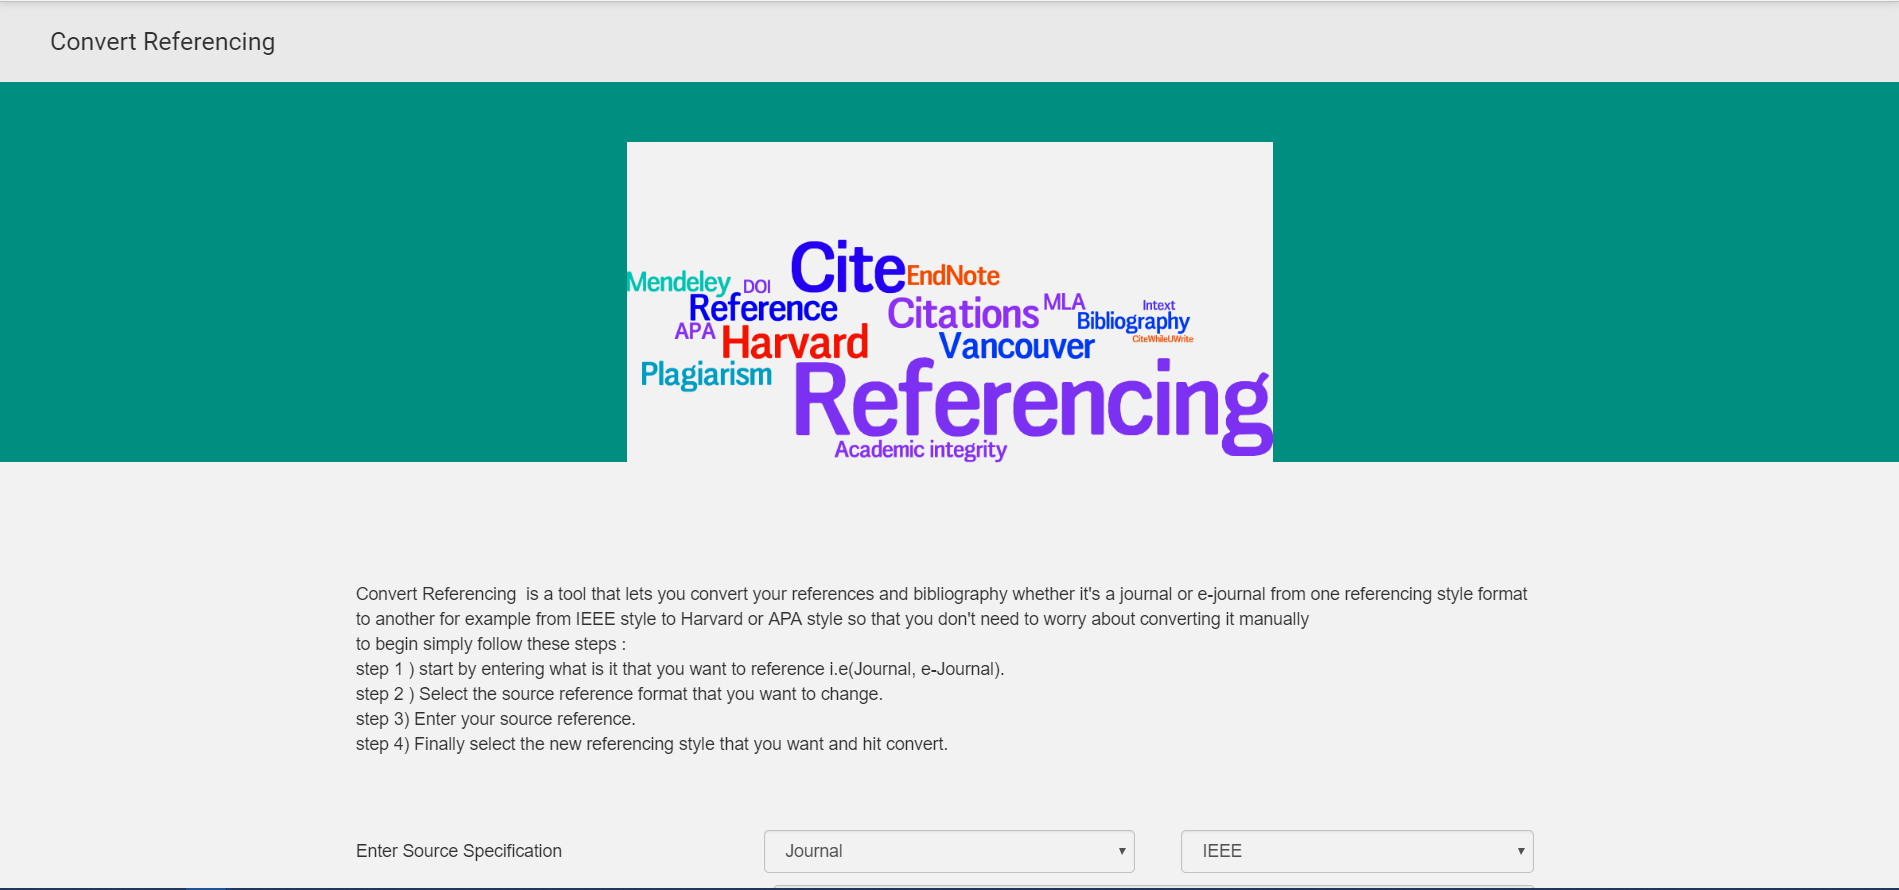 Convert Referencing
Cite
Mendeley DOI EndNote
Reference Citations MLA Intext
APA Harvard Vancouver Bibliography
CiteWhileUWrite
Plagiarism Referencing
Academic integrity
Convert Referencing  is a tool that lets you convert your references and bibliography whether it's a journal or e-journal from one referencing style format
to another for example from IEEE style to Harvard or APA style so that you don't need to worry about converting it manually
to begin simply follow these steps :
step 1 ) start by entering what is it that you want to reference i.e(Journal, e-Journal).
step 2 ) Select the source reference format that you want to change.
step 3) Enter your source reference.
step 4) Finally select the new referencing style that you want and hit convert.
Enter Source Specification Journal IEEE